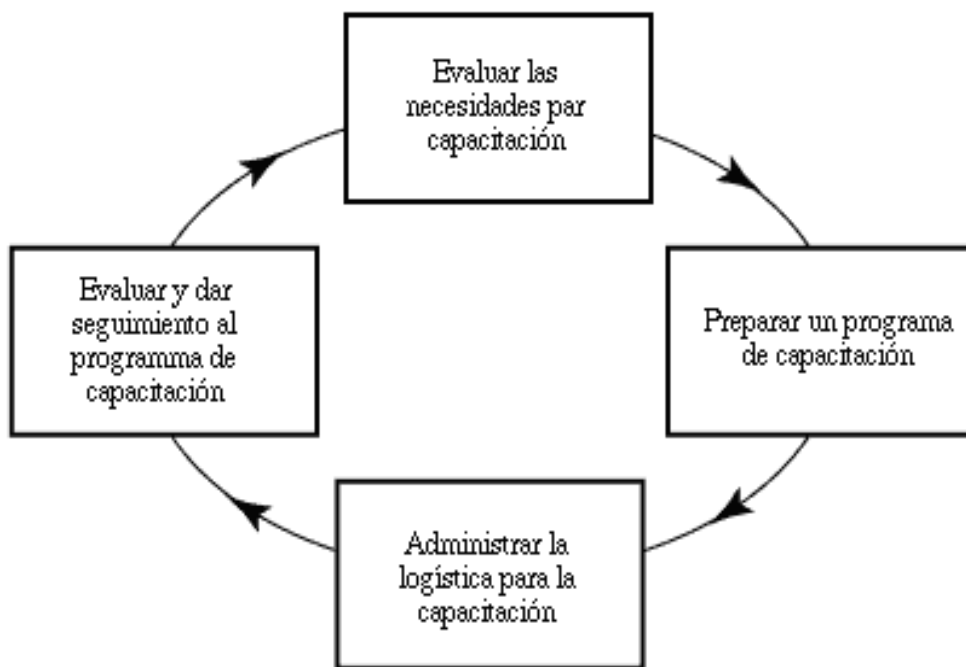 Evaluar las
necesidades par
capacitación
Preparar un programa
de capacitación
Administrar la
logística para la
capacitación
Evaluar y dar
seguimiento al
programma de
capacitación